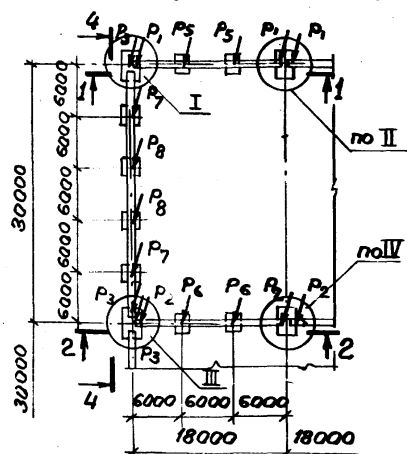 4
P₃
P₁
P₅
P₅
P₁
P₁
1
1
I
по II
P₇
P₈
P₈
P₇
6000
6000
6000
6000
6000
30000
30000
по IV
P₃
P₂
P₆
P₆
P₂
P₂
2
2
P₃
III
4
6000
6000
6000
18000
18000